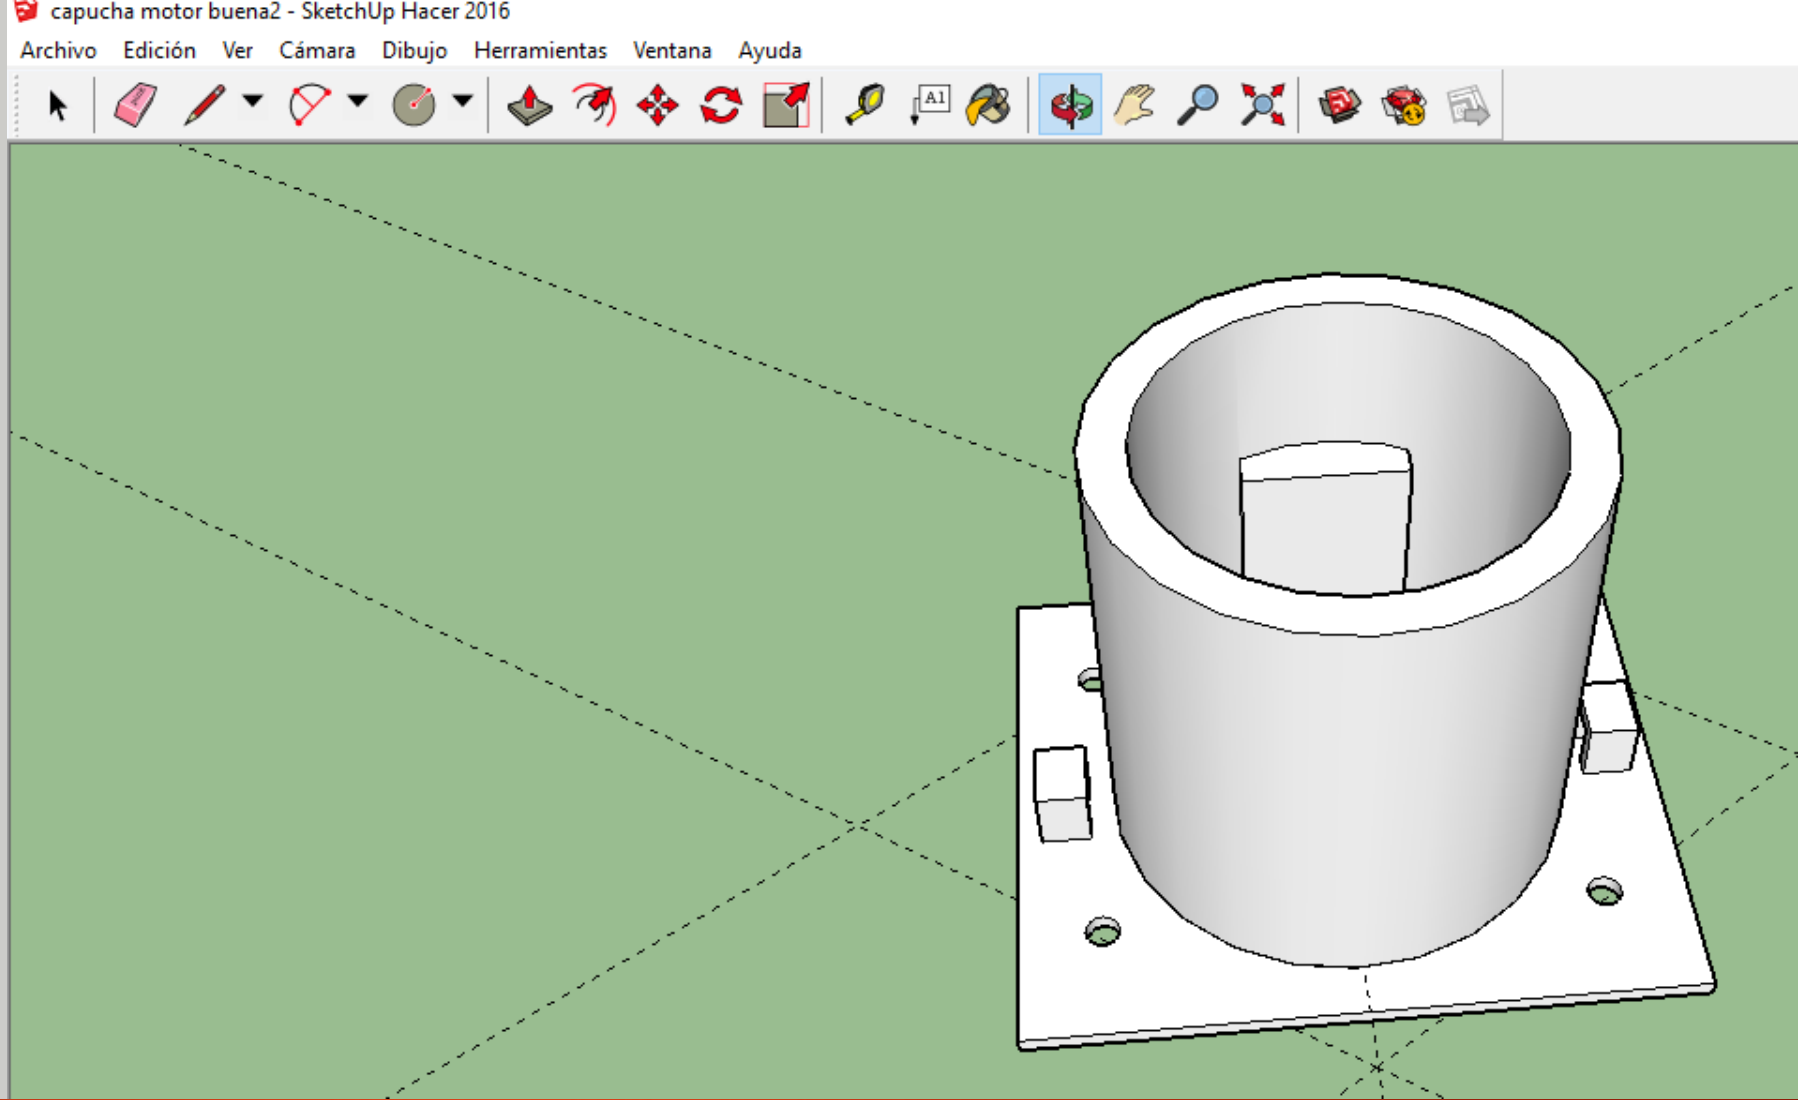 capucha motor buena2 - SketchUp Hacer 2016
Archivo Edición Ver Cámara Dibujo Herramientas Ventana Ayuda
A1